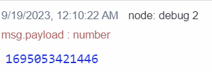 9/19/2023, 12:10:22 AM node: debug 2
msg.payload : number
1695053421446